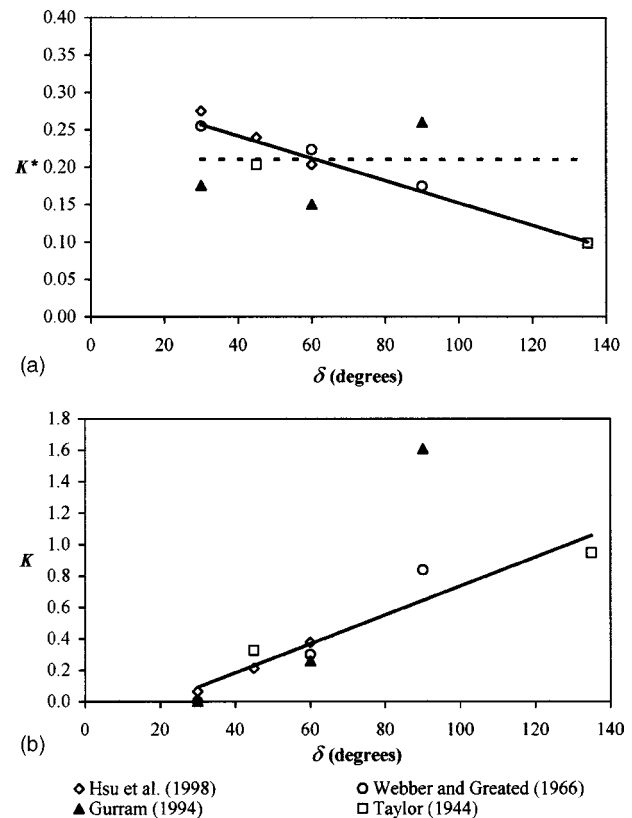 0.40
0.35
0.30
0.25
K* 0.20
0.15
0.10
0.05
0.00
0 20 40 60 80 100 120 140
(a)
δ (degrees)
1.8
1.6
1.4
1.2
1.0
K
0.8
0.6
0.4
0.2
0.0
0 20 40 60 80 100 120 140
(b)
δ (degrees)
Hsu et al. (1998) Webber and Greated (1966)
Gurram (1994) Taylor (1944)